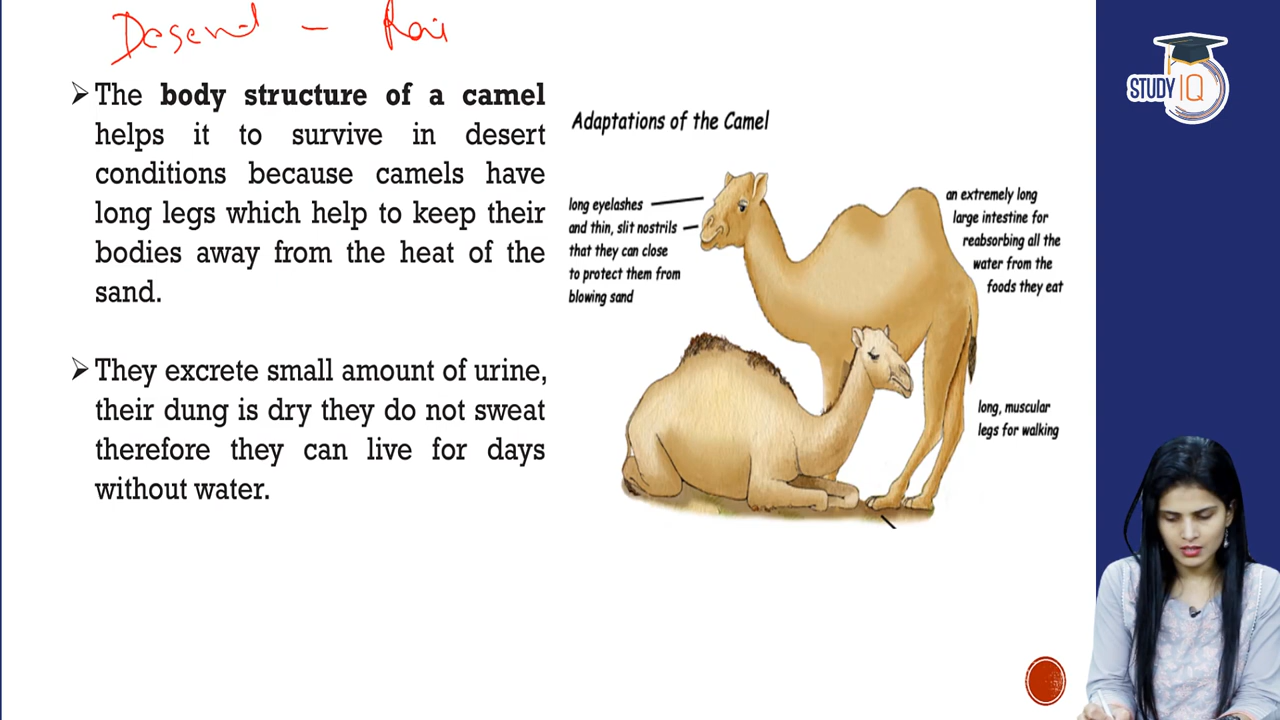 Desend - Rai
The body structure of a camel
helps it to survive in desert
conditions because camels have
long legs which help to keep their
bodies away from the heat of the
sand.
They excrete small amount of urine,
their dung is dry they do not sweat
therefore they can live for days
without water.
Adaptations of the Camel
long eyelashes
and thin, slit nostrils
that they can close
to protect them from
blowing sand
an extremely long
large intestine for
reabsorbing all the
water from the
foods they eat
long, muscular
legs for walking
STUDY IQ